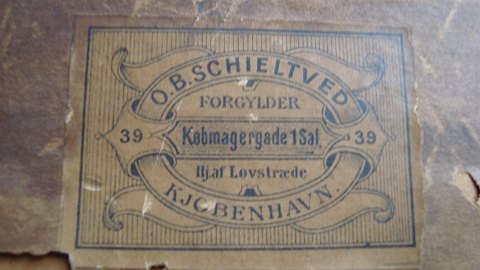 O.B. SCHIELTVED
FORGYLDER
39 Købmagergade 1 Sal 39
Hj. af Løvstræde
KJØBENHAVN.